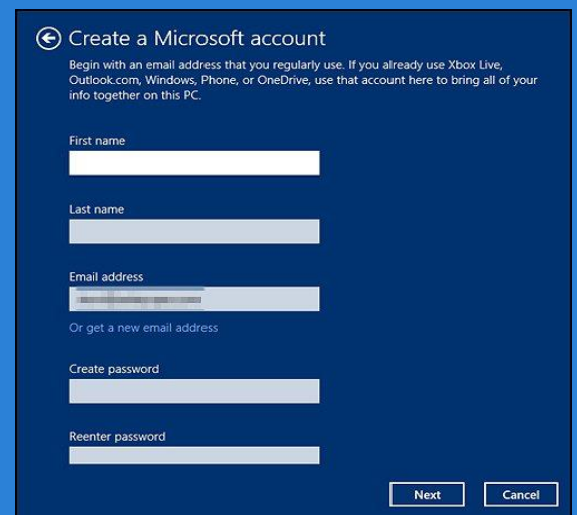 Create a Microsoft account
Begin with an email address that you regularly use. If you already use Xbox Live,
Outlook.com, Windows, Phone, or OneDrive, use that account here to bring all of your
info together on this PC.
First name
Last name
Email address
Or get a new email address
Create password
Reenter password
Next Cancel